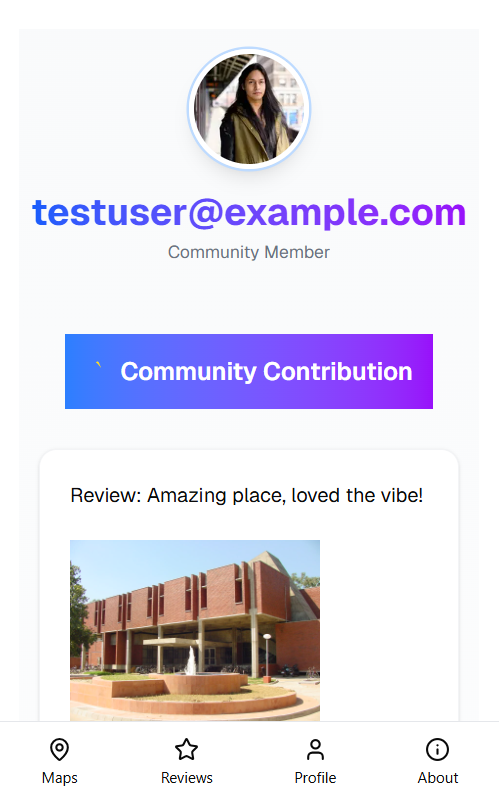 testuser@example.com
Community Member
Community Contribution
Review: Amazing place, loved the vibe!
Maps Reviews Profile About